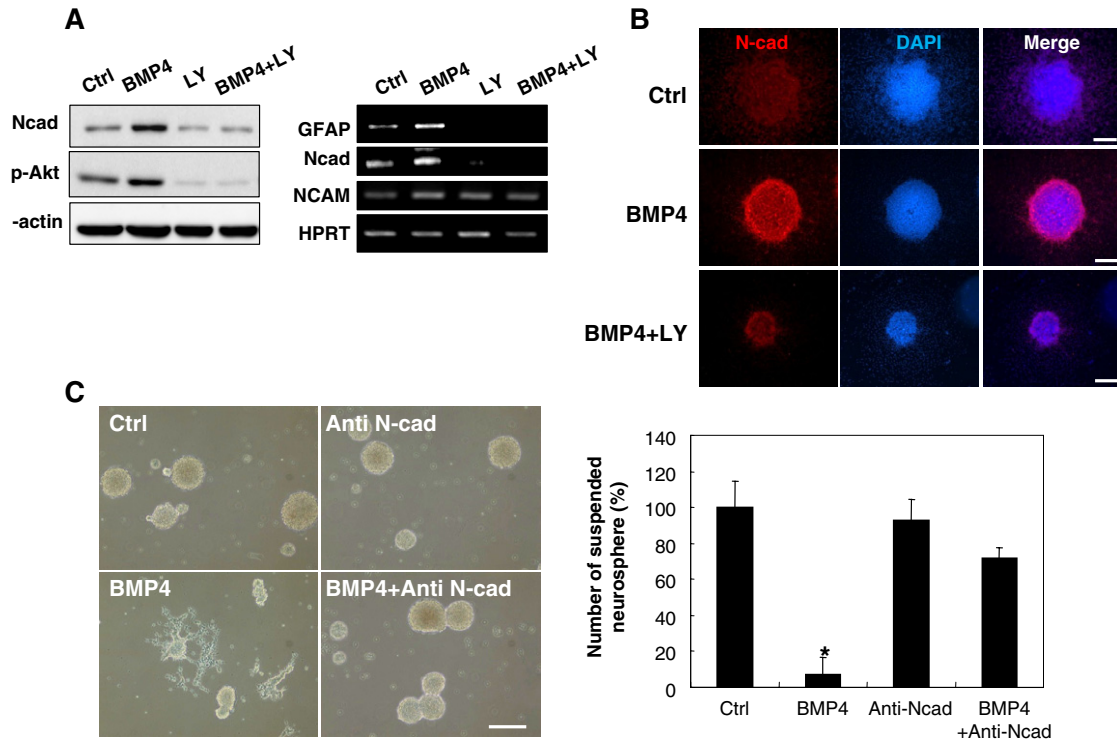 A
Ctrl BMP4 LY BMP4+LY
Ncad
p-Akt
-actin
Ctrl BMP4 LY BMP4+LY
GFAP
Ncad
NCAM
HPRT
B
N-cad DAPI Merge
Ctrl
BMP4
BMP4+LY
C
Ctrl
Anti N-cad
BMP4
BMP4+Anti N-cad
Number of suspended
neurosphere (%)
140
120
100
80
60
40
20
0
*
Ctrl BMP4 Anti-Ncad BMP4
+Anti-Ncad